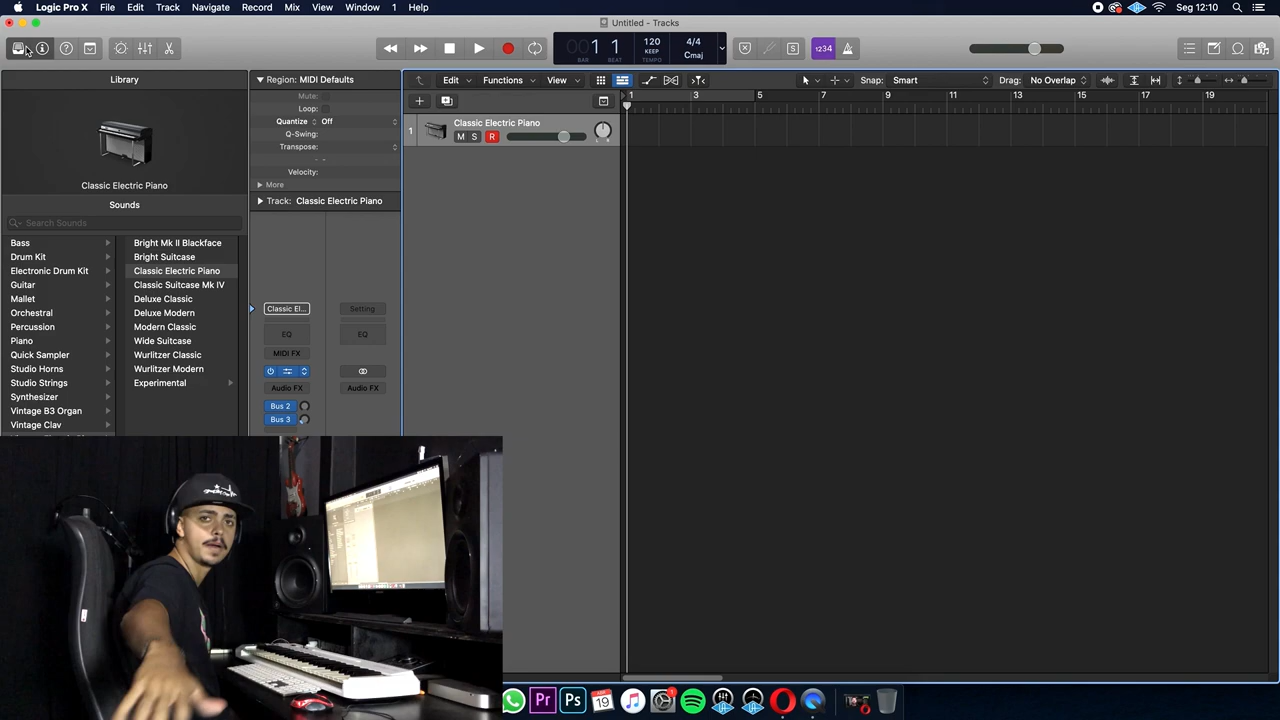 Logic Pro X File Edit Track Navigate Record Mix View Window 1 Help
Seg 12:10
Untitled - Tracks
001 1
BAR BEAT
120
KEEP
TEMPO
4/4
Cmaj
S
1234
Library
Classic Electric Piano
Sounds
Search Sounds
Bass
Drum Kit
Electronic Drum Kit
Guitar
Mallet
Orchestral
Percussion
Piano
Quick Sampler
Studio Horns
Studio Strings
Synthesizer
Vintage B3 Organ
Vintage Clav
Bright Mk II Blackface
Bright Suitcase
Classic Electric Piano
Classic Suitcase Mk IV
Deluxe Classic
Deluxe Modern
Modern Classic
Wide Suitcase
Wurlitzer Classic
Wurlitzer Modern
Experimental
Region: MIDI Defaults
Mute:
Loop:
Quantize Off
Q-Swing:
Transpose:
Velocity:
More
Track: Classic Electric Piano
Classic El...
Setting
EQ
EQ
MIDI FX
Audio FX
Audio FX
Bus 2
Bus 3
Edit Functions View
Snap: Smart
Drag: No Overlap
1 3 5 7 9 11 13 15 17 19
1
Classic Electric Piano
M S R
L R
Pr
Ps
19